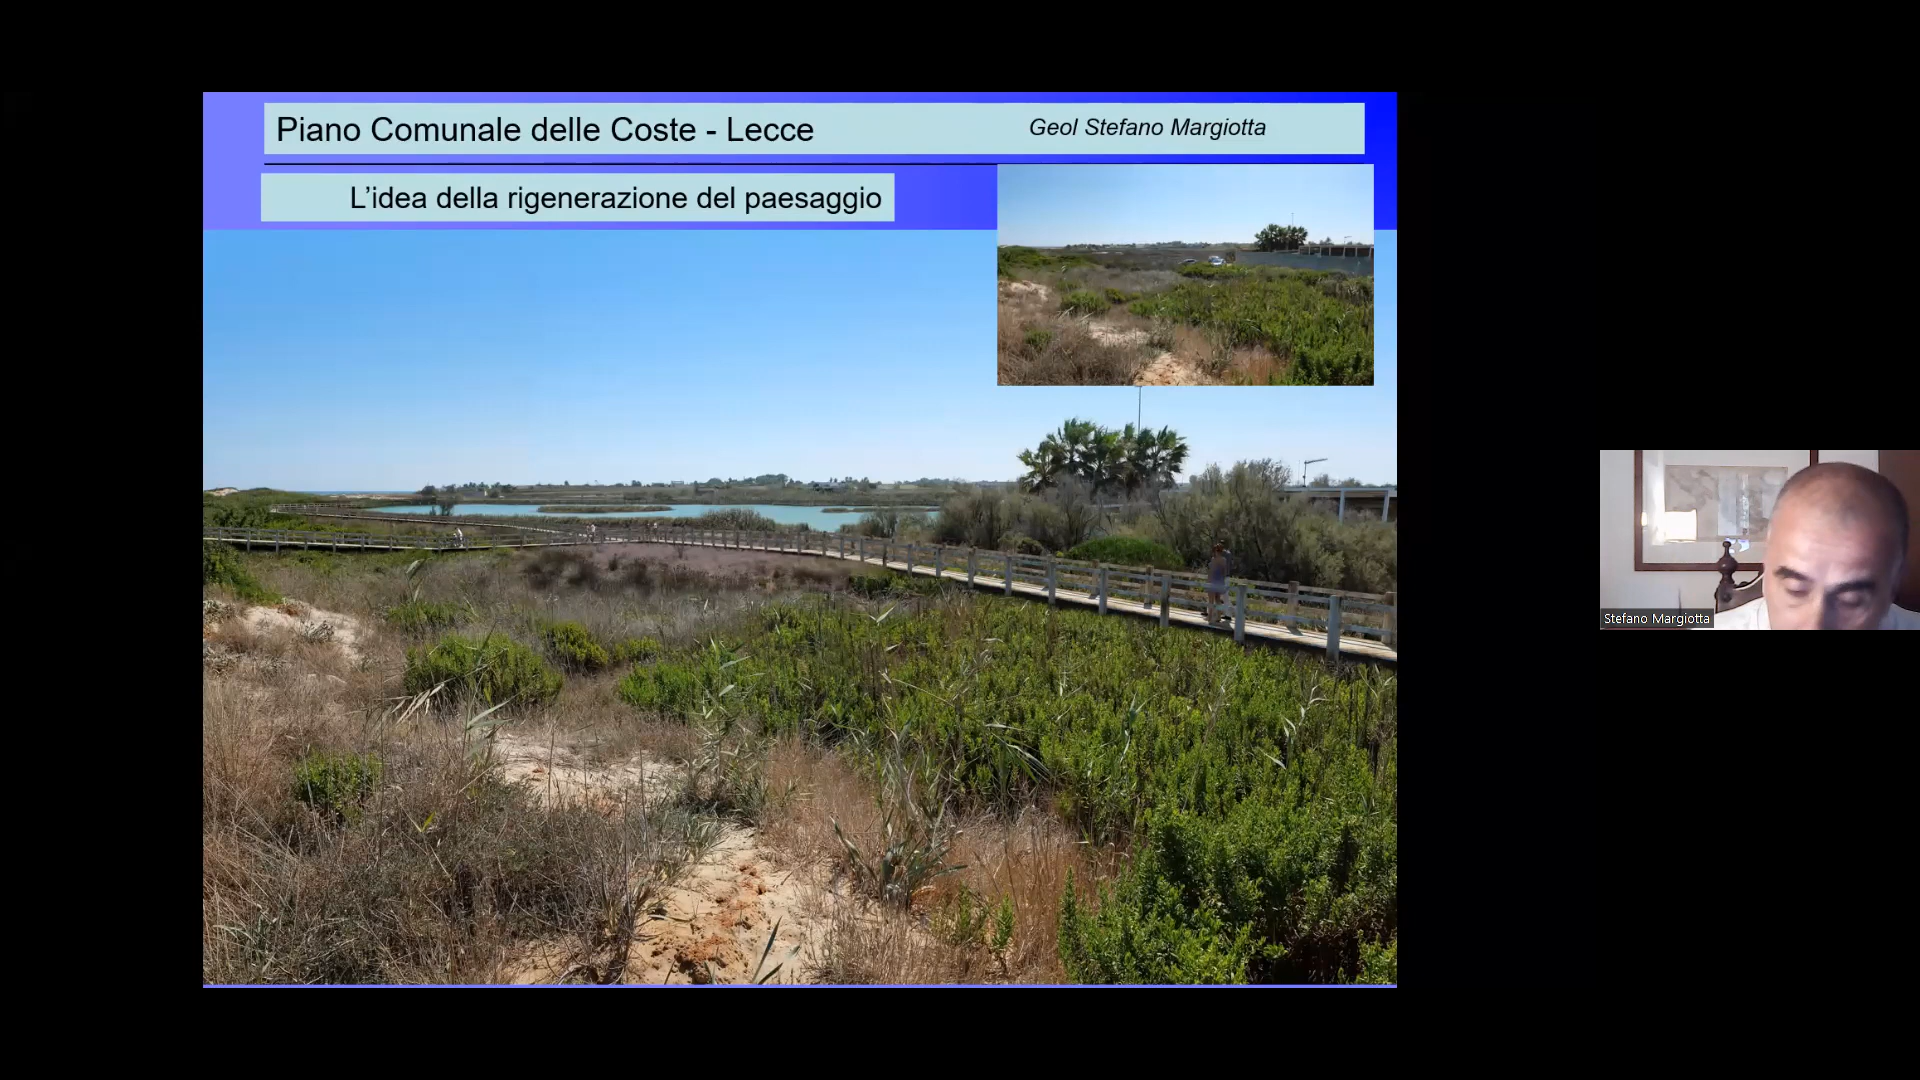 Piano Comunale delle Coste - Lecce
Geol Stefano Margiotta
L’idea della rigenerazione del paesaggio
Stefano Margiotta